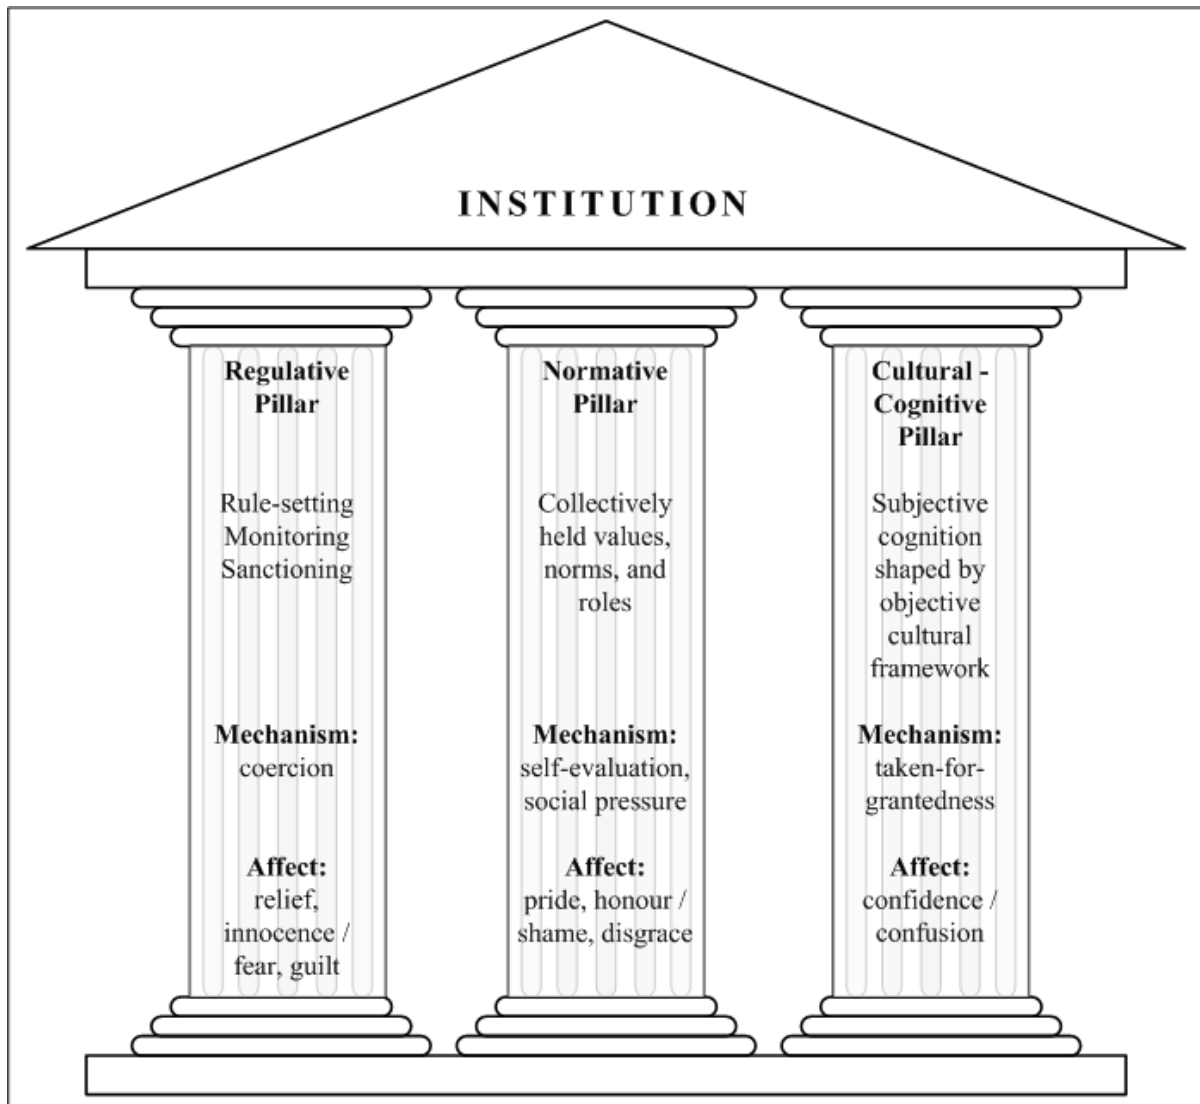 INSTITUTION
Regulative
Pillar
Rule-setting
Monitoring
Sanctioning
Mechanism:
coercion
Affect:
relief,
innocence /
fear, guilt
Normative
Pillar
Collectively
held values,
norms, and
roles
Mechanism:
self-evaluation,
social pressure
Affect:
pride, honour /
shame, disgrace
Cultural -
Cognitive
Pillar
Subjective
cognition
shaped by
objective
cultural
framework
Mechanism:
taken-for-
grantedness
Affect:
confidence /
confusion